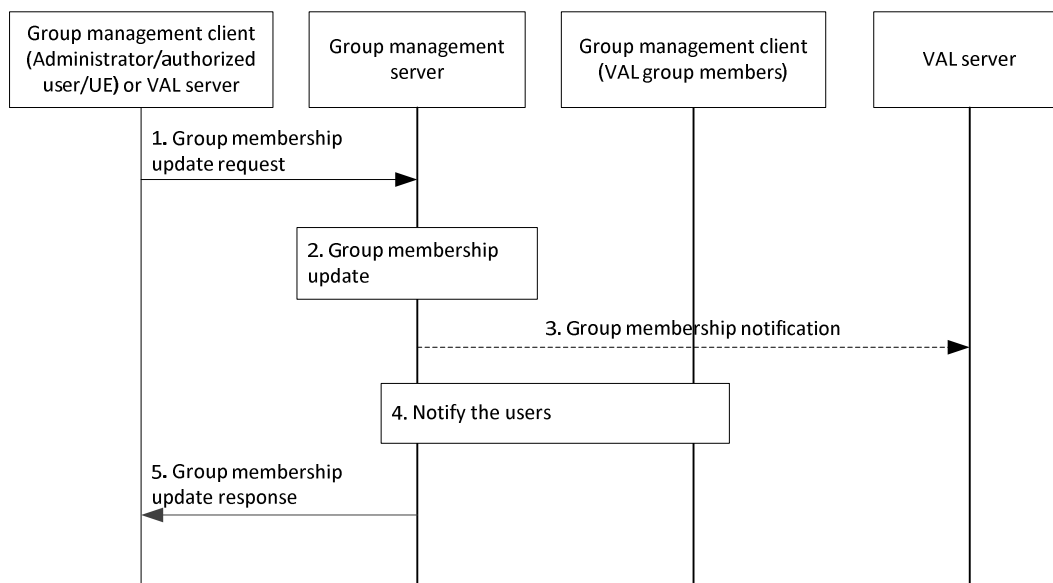 Group management client
(Administrator/authorized
user/UE) or VAL server
Group management
server
Group management client
(VAL group members)
VAL server
1. Group membership
update request
2. Group membership
update
3. Group membership notification
4. Notify the users
5. Group membership
update response